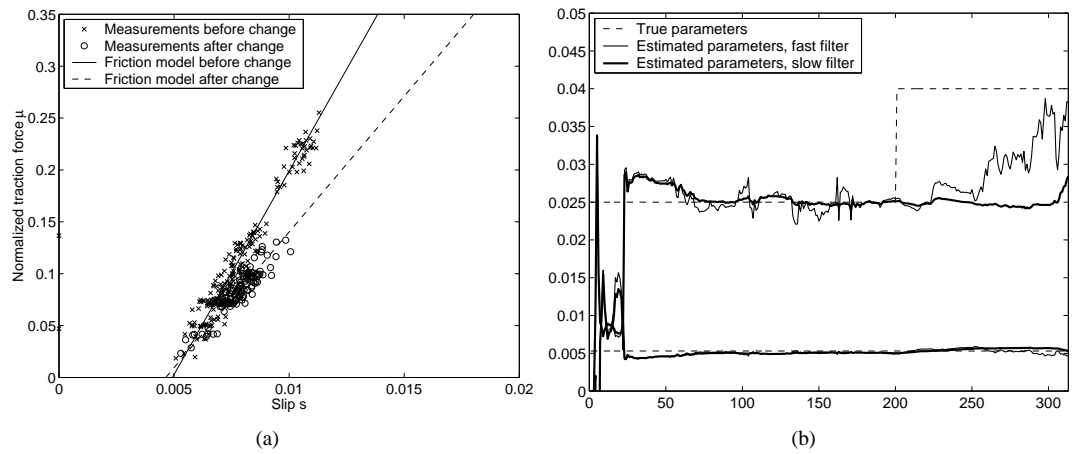 Measurements before change
Measurements after change
Friction model before change
Friction model after change
0.35
0.3
0.25
0.2
0.15
0.1
0.05
0
Normalized traction force μ
0 0.005 0.01 0.015 0.02
Slip s
(a)
True parameters
Estimated parameters, fast filter
Estimated parameters, slow filter
0.05
0.045
0.04
0.035
0.03
0.025
0.02
0.015
0.01
0.005
0
0 50 100 150 200 250 300
(b)